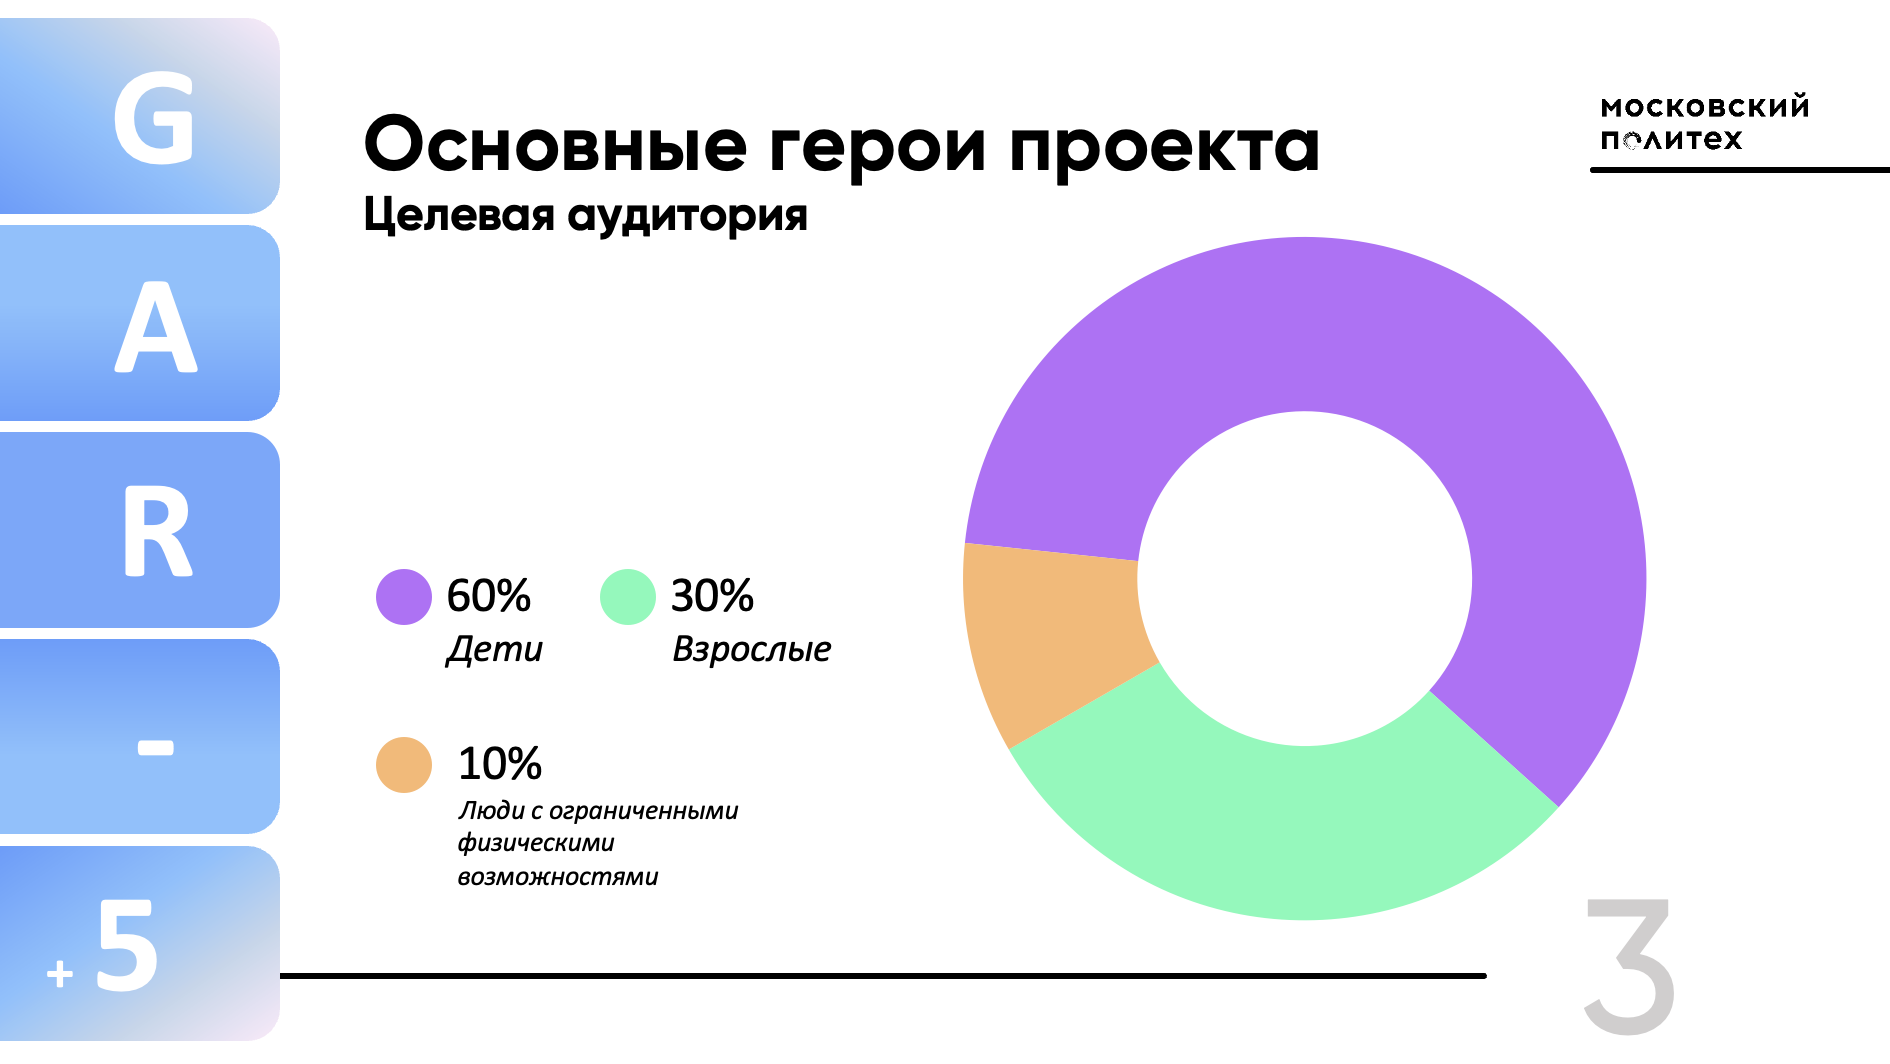 G
A
R
-
+ 5
Основные герои проекта
Целевая аудитория
московский
политех
60%
Дети
30%
Взрослые
10%
Люди с ограниченными
физическими
возможностями
3